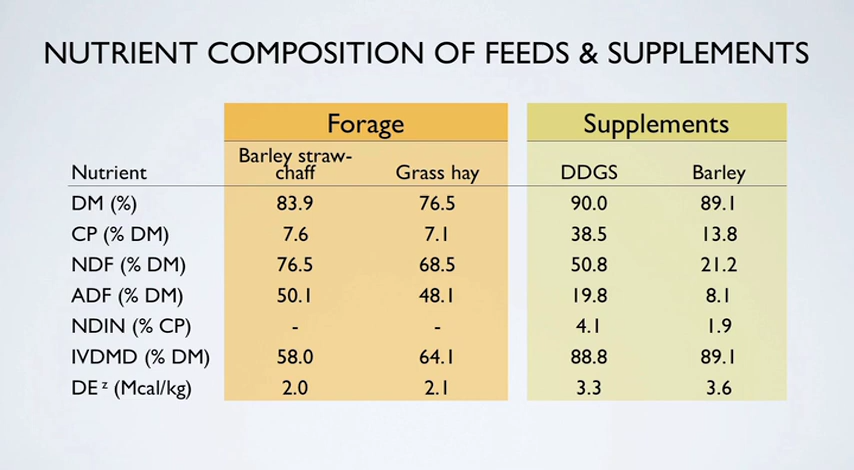 NUTRIENT COMPOSITION OF FEEDS & SUPPLEMENTS
Forage Supplements
Nutrient Barley straw-
chaff Grass hay DDGS Barley
DM (%) 83.9 76.5 90.0 89.1
CP (% DM) 7.6 7.1 38.5 13.8
NDF (% DM) 76.5 68.5 50.8 21.2
ADF (% DM) 50.1 48.1 19.8 8.1
NDIN (% CP) - - 4.1 1.9
IVDMD (% DM) 58.0 64.1 88.8 89.1
DE z (Mcal/kg) 2.0 2.1 3.3 3.6